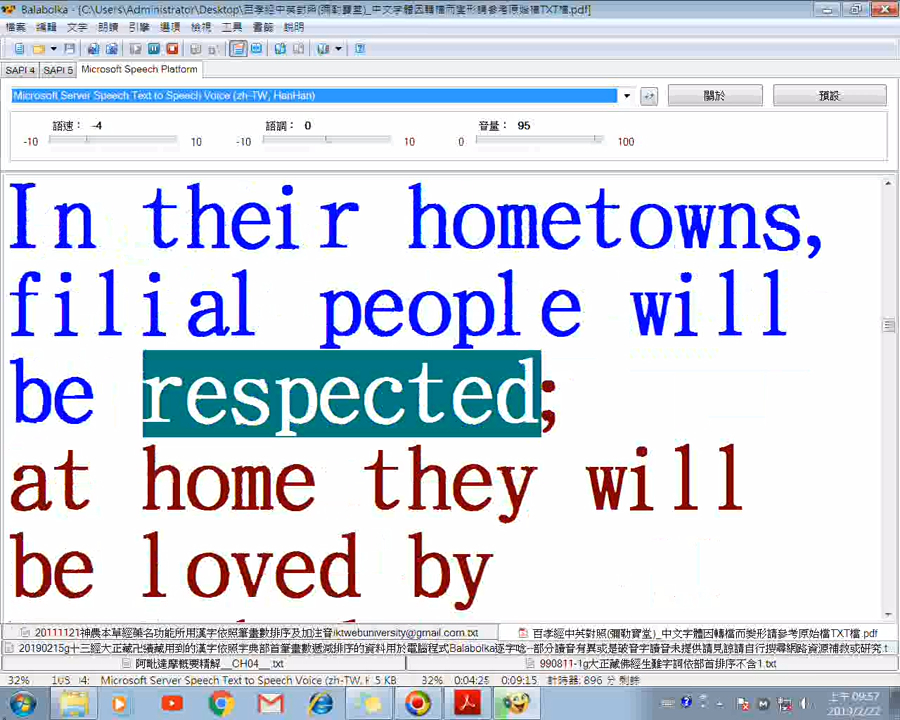 Balabolka - [C:\Users\Administrator\Desktop\百孝經中英對照(彌勒寶堂)_中文字體因轉檔而變形請參考原始檔TXT檔.pdf]
檔案 編輯 文字 朗讀 引擎 選項 檢視 工具 書籤 說明
SAPI 4 SAPI 5 Microsoft Speech Platform
Microsoft Server Speech Text to Speech Voice (zh-TW, HanHan) 關於 預設
語速： -4 語調： 0 音量： 95
-10 10 -10 10 0 100
In their hometowns,
filial people will
be respected;
at home they will
be loved by
20111121神農本草經藥名功能所用漢字依照筆畫數排序及加注音iktwebuniversity@gmail.com.txt 百孝經中英對照(彌勒寶堂)_中文字體因轉檔而變形請參考原始檔TXT檔.pdf
阿毗達摩概要精解__CH04__.txt 990811-1g大正藏佛經生難字詞依部首排序不含1.txt
32% Microsoft Server Speech Text to Speech Voice (zh-TW, H 5 KB 32% 0:04:25 0:09:15 計時器: 896 分 剩餘
上午 09:57
2019/2/22